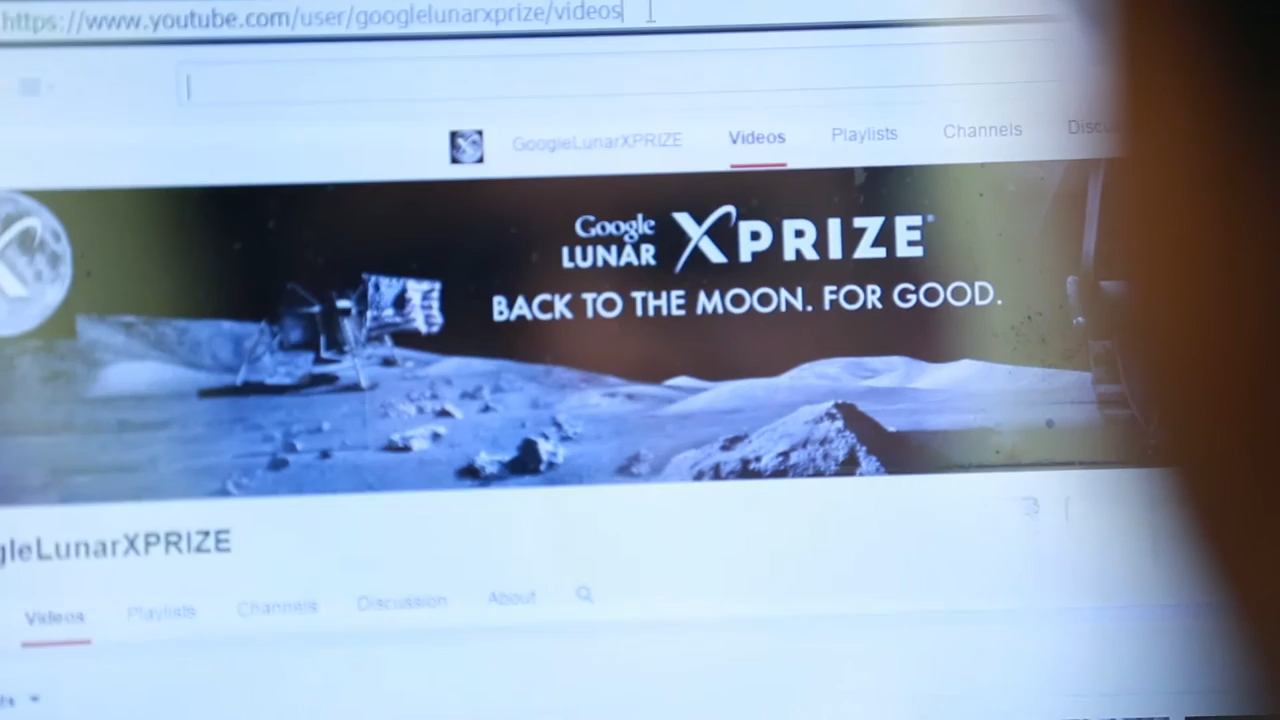 https://www.youtube.com/user/googlelunarxprize/videos
GoogleLunarXPRIZE Videos Playlists Channels
Google
LUNAR XPRIZE
BACK TO THE MOON. FOR GOOD.
gleLunarXPRIZE
Videos Playlists Channels Discussion About